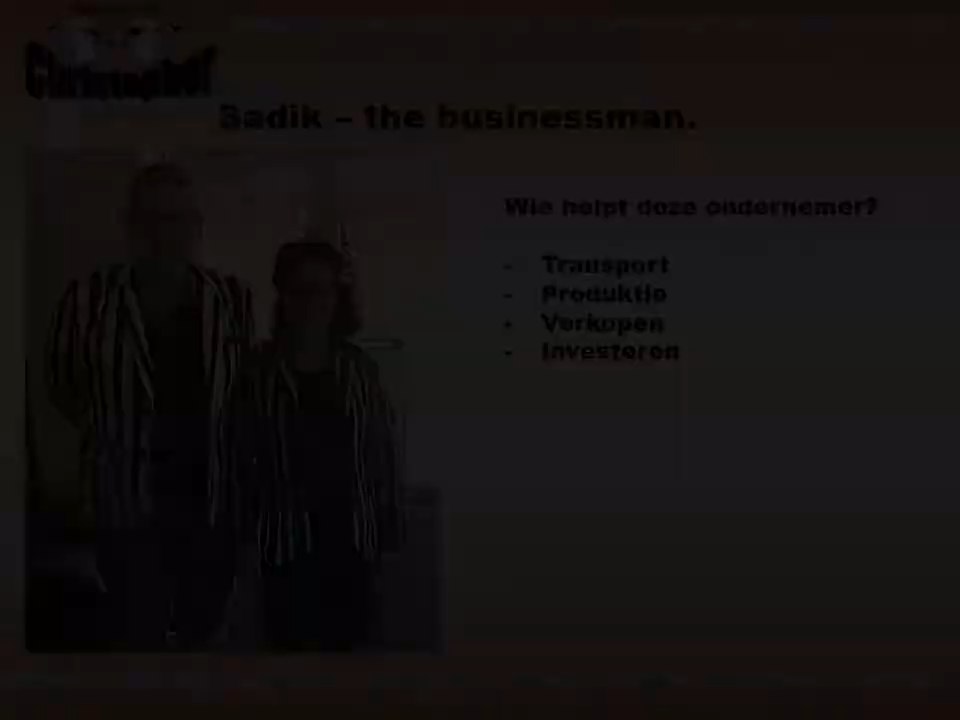 Sadik – the businessman.
Wie helpt deze ondernemer?
- Transport
- Produktie
- Verkopen
- Investeren